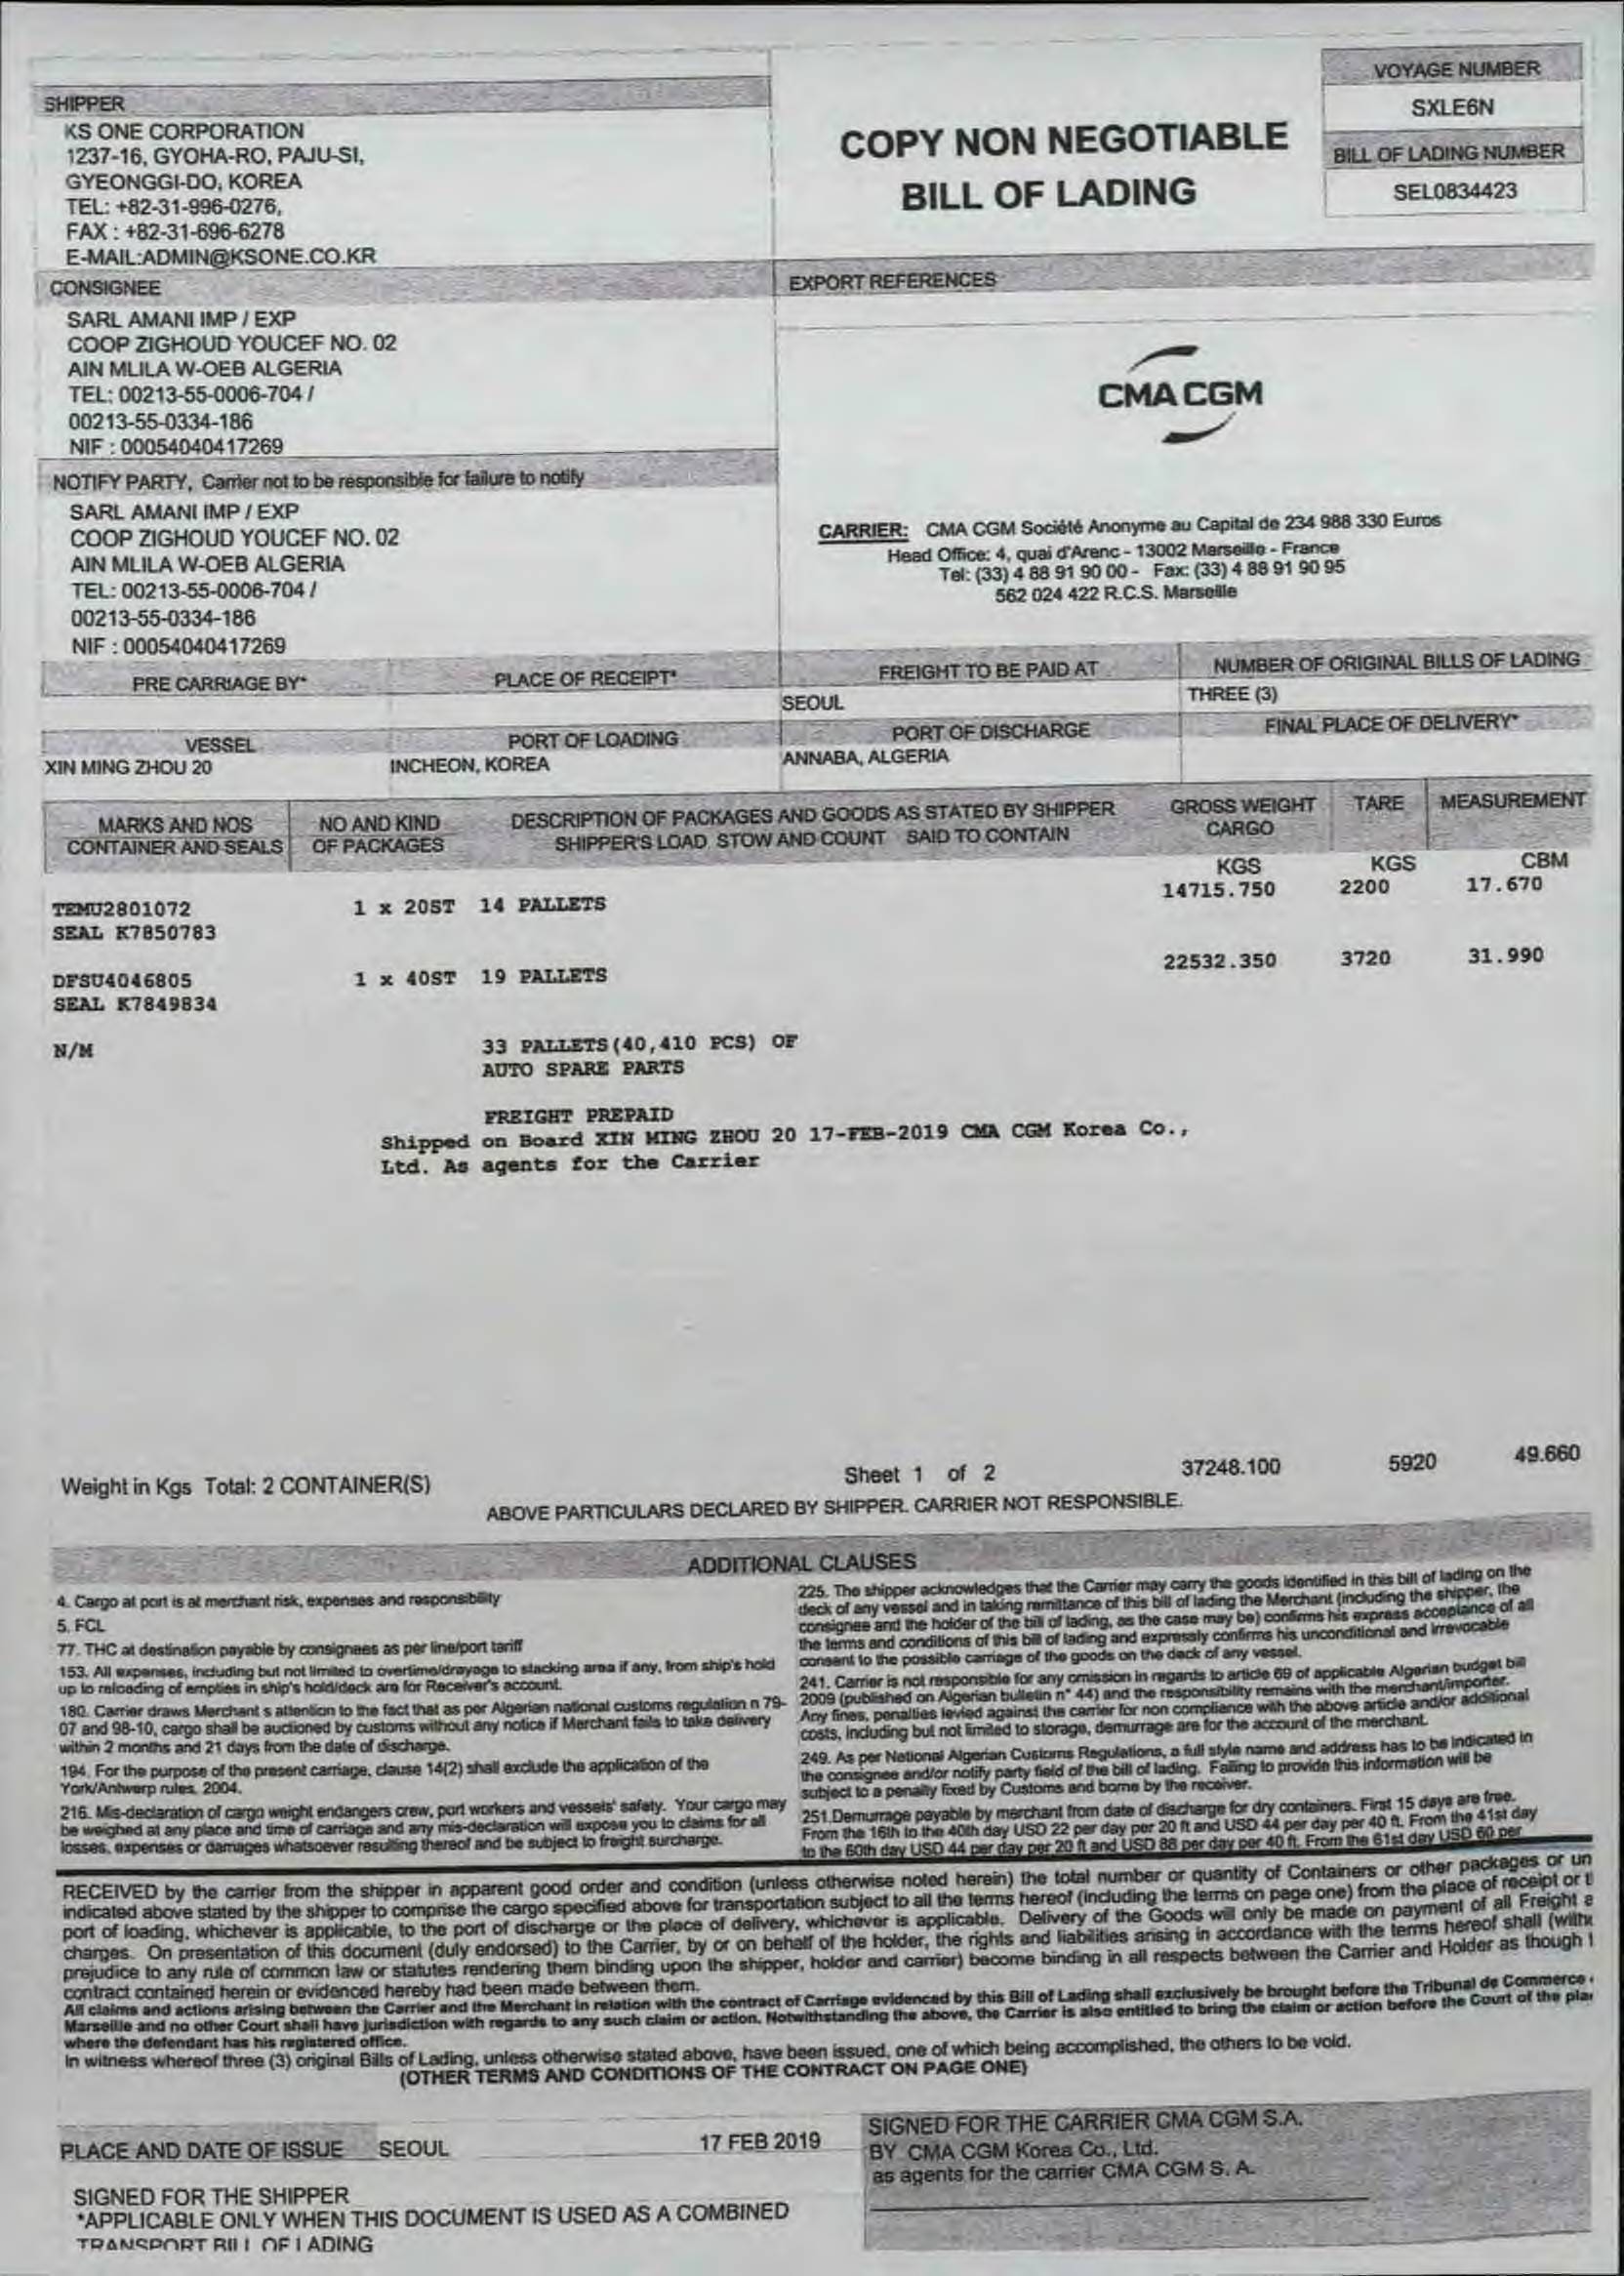 VOYAGE NUMBER
SXLE6N
BILL OF LADING NUMBER
SEL0834423
COPY NON NEGOTIABLE
BILL OF LADING
SHIPPER
KS ONE CORPORATION
1237-16, GYOHA-RO, PAJU-SI,
GYEONGGI-DO, KOREA
TEL: +82-31-996-0276,
FAX : +82-31-696-6278
E-MAIL:ADMIN@KSONE.CO.KR
CONSIGNEE
SARL AMANI IMP / EXP
COOP ZIGHOUD YOUCEF NO. 02
AIN MLILA W-OEB ALGERIA
TEL: 00213-55-0006-704 /
00213-55-0334-186
NIF : 00054040417269
EXPORT REFERENCES
CMA CGM
NOTIFY PARTY, Carrier not to be responsible for failure to notify
SARL AMANI IMP / EXP
COOP ZIGHOUD YOUCEF NO. 02
AIN MLILA W-OEB ALGERIA
TEL: 00213-55-0006-704 /
00213-55-0334-186
NIF : 00054040417269
CARRIER: CMA CGM Société Anonyme au Capital de 234 988 330 Euros
Head Office: 4, quai d'Arenc - 13002 Marseille - France
Tel: (33) 4 88 91 90 00 - Fax: (33) 4 88 91 90 95
562 024 422 R.C.S. Marseille
PRE CARRIAGE BY* PLACE OF RECEIPT* FREIGHT TO BE PAID AT NUMBER OF ORIGINAL BILLS OF LADING
SEOUL THREE (3)
VESSEL PORT OF LOADING PORT OF DISCHARGE FINAL PLACE OF DELIVERY*
XIN MING ZHOU 20 INCHEON, KOREA ANNABA, ALGERIA
MARKS AND NOS NO AND KIND DESCRIPTION OF PACKAGES AND GOODS AS STATED BY SHIPPER GROSS WEIGHT TARE MEASUREMENT
CONTAINER AND SEALS OF PACKAGES SHIPPER'S LOAD STOW AND COUNT SAID TO CONTAIN CARGO
KGS KGS CBM
TEMU2801072 1 x 20ST 14 PALLETS 14715.750 2200 17.670
SEAL K7850783
DFSU4046805 1 x 40ST 19 PALLETS 22532.350 3720 31.990
SEAL K7849834
N/M 33 PALLETS(40,410 PCS) OF
AUTO SPARE PARTS
FREIGHT PREPAID
Shipped on Board XIN MING ZHOU 20 17-FEB-2019 CMA CGM Korea Co.,
Ltd. As agents for the Carrier
Weight in Kgs Total: 2 CONTAINER(S) Sheet 1 of 2 37248.100 5920 49.660
ABOVE PARTICULARS DECLARED BY SHIPPER. CARRIER NOT RESPONSIBLE.
ADDITIONAL CLAUSES
4. Cargo at port is at merchant risk, expenses and responsibility
5. FCL
77. THC at destination payable by consignees as per line/port tariff
153. All expenses, including but not limited to overtime/drayage to stacking area if any, from ship's hold
up to reloading of empties in ship's hold/deck are for Receiver's account.
180. Carrier draws Merchant s attention to the fact that as per Algerian national customs regulation n 79-
07 and 98-10, cargo shall be auctioned by customs without any notice if Merchant fails to take delivery
within 2 months and 21 days from the date of discharge.
194. For the purpose of the present carriage, clause 14(2) shall exclude the application of the
York/Antwerp rules, 2004.
216. Mis-declaration of cargo weight endangers crew, port workers and vessels' safety. Your cargo may
be weighed at any place and time of carriage and any mis-declaration will expose you to claims for all
losses, expenses or damages whatsoever resulting thereof and be subject to freight surcharge.
225. The shipper acknowledges that the Carrier may carry the goods identified in this bill of lading on the
deck of any vessel and in taking remittance of this bill of lading the Merchant (including the shipper, the
consignee and the holder of the bill of lading, as the case may be) confirms his express acceptance of all
the terms and conditions of this bill of lading and expressly confirms his unconditional and irrevocable
consent to the possible carriage of the goods on the deck of any vessel.
241. Carrier is not responsible for any omission in regards to article 69 of applicable Algerian budget bill
2009 (published on Algerian bulletin n° 44) and the responsibility remains with the merchant/importer.
Any fines, penalties levied against the carrier for non compliance with the above article and/or additional
costs, including but not limited to storage, demurrage are for the account of the merchant.
249. As per National Algerian Customs Regulations, a full style name and address has to be indicated in
the consignee and/or notify party field of the bill of lading. Failing to provide this information will be
subject to a penalty fixed by Customs and borne by the receiver.
251.Demurrage payable by merchant from date of discharge for dry containers. First 15 days are free.
From the 16th to the 40th day USD 22 per day per 20 ft and USD 44 per day per 40 ft. From the 41st day
to the 60th day USD 44 per day per 20 ft and USD 88 per day per 40 ft. From the 61st day USD 60 per
RECEIVED by the carrier from the shipper in apparent good order and condition (unless otherwise noted herein) the total number or quantity of Containers or other packages or un
indicated above stated by the shipper to comprise the cargo specified above for transportation subject to all the terms hereof (including the terms on page one) from the place of receipt or t
port of loading, whichever is applicable, to the port of discharge or the place of delivery, whichever is applicable. Delivery of the Goods will only be made on payment of all Freight a
charges. On presentation of this document (duly endorsed) to the Carrier, by or on behalf of the holder, the rights and liabilities arising in accordance with the terms hereof shall (witho
prejudice to any rule of common law or statutes rendering them binding upon the shipper, holder and carrier) become binding in all respects between the Carrier and Holder as though t
contract contained herein or evidenced hereby had been made between them.
All claims and actions arising between the Carrier and the Merchant in relation with the contract of Carriage evidenced by this Bill of Lading shall exclusively be brought before the Tribunal de Commerce
Marseille and no other Court shall have jurisdiction with regards to any such claim or action. Notwithstanding the above, the Carrier is also entitled to bring the claim or action before the Court of the pla
where the defendant has his registered office.
In witness whereof three (3) original Bills of Lading, unless otherwise stated above, have been issued, one of which being accomplished, the others to be void.
(OTHER TERMS AND CONDITIONS OF THE CONTRACT ON PAGE ONE)
PLACE AND DATE OF ISSUE SEOUL 17 FEB 2019
SIGNED FOR THE CARRIER CMA CGM S.A.
BY CMA CGM Korea Co., Ltd.
as agents for the carrier CMA CGM S. A.
SIGNED FOR THE SHIPPER
*APPLICABLE ONLY WHEN THIS DOCUMENT IS USED AS A COMBINED
TRANSPORT BILL OF LADING